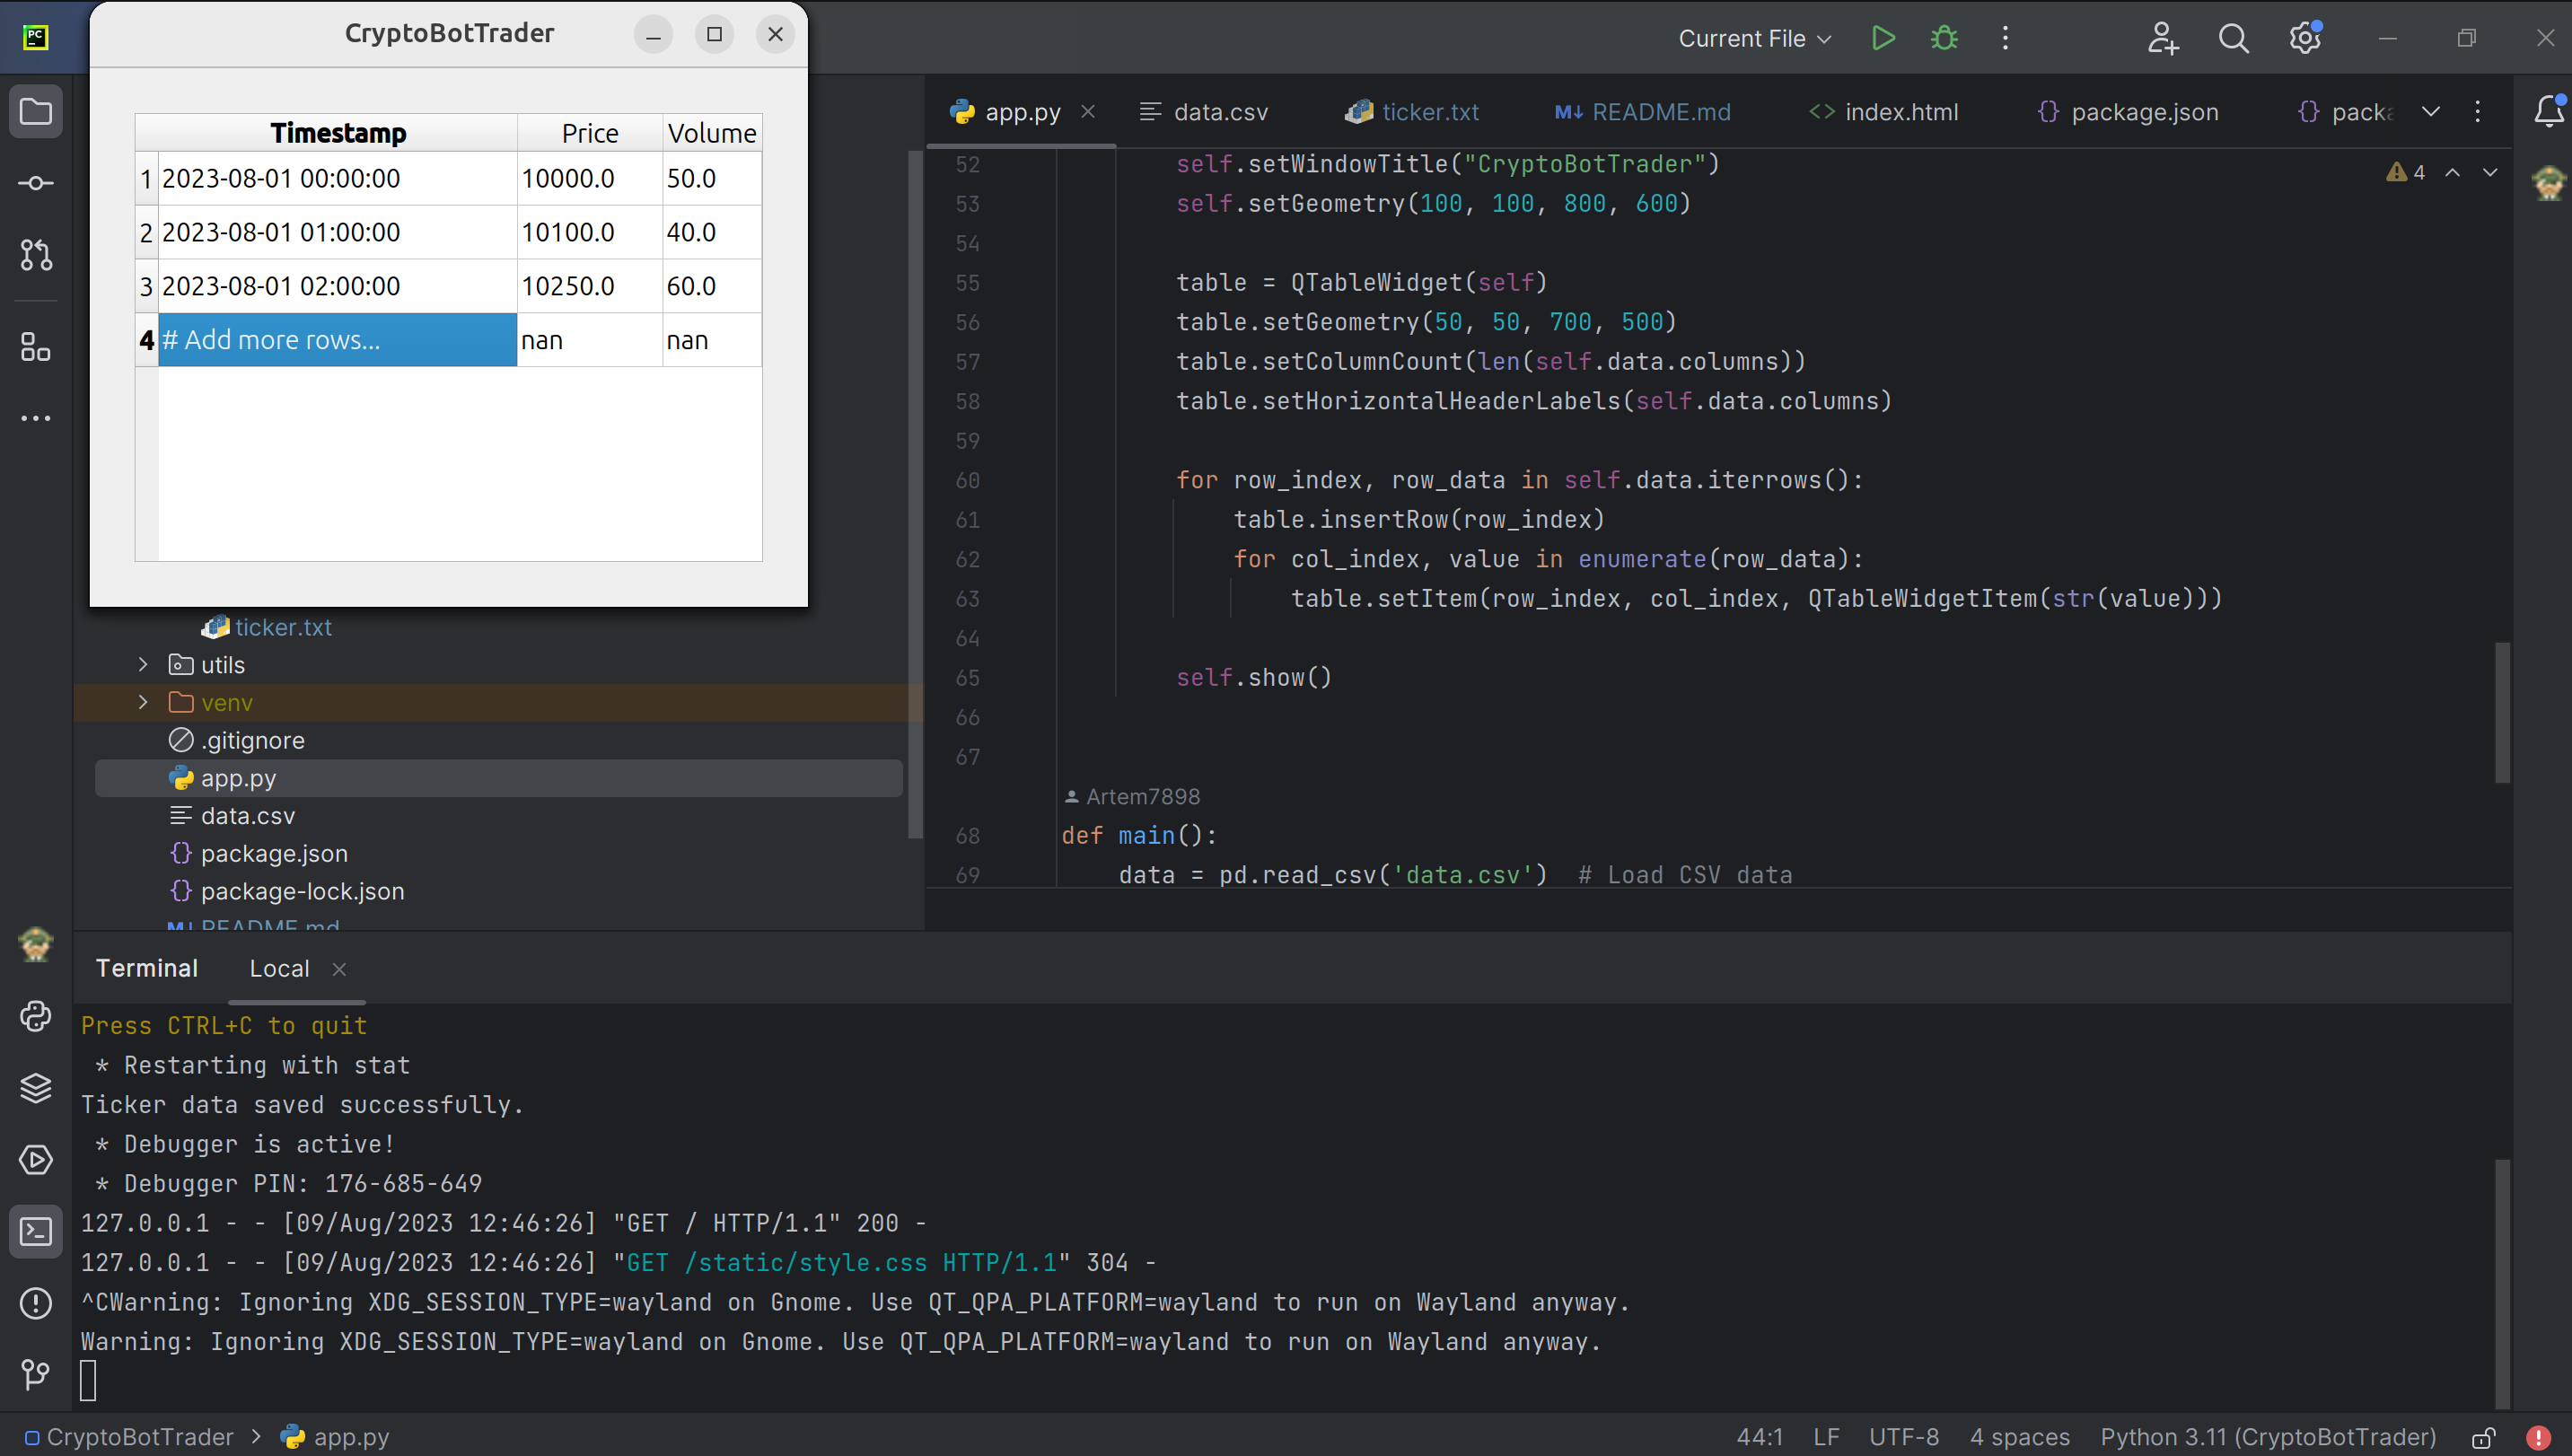 PC
CryptoBotTrader
Current File
Timestamp Price Volume
1 2023-08-01 00:00:00 10000.0 50.0
2 2023-08-01 01:00:00 10100.0 40.0
3 2023-08-01 02:00:00 10250.0 60.0
4 # Add more rows... nan nan
ticker.txt
utils
venv
.gitignore
app.py
data.csv
package.json
package-lock.json
README.md
app.py data.csv ticker.txt README.md index.html package.json packa
4
52 self.setWindowTitle("CryptoBotTrader")
53 self.setGeometry(100, 100, 800, 600)
54
55 table = QTableWidget(self)
56 table.setGeometry(50, 50, 700, 500)
57 table.setColumnCount(len(self.data.columns))
58 table.setHorizontalHeaderLabels(self.data.columns)
59
60 for row_index, row_data in self.data.iterrows():
61 table.insertRow(row_index)
62 for col_index, value in enumerate(row_data):
63 table.setItem(row_index, col_index, QTableWidgetItem(str(value)))
64
65 self.show()
66
67
Artem7898
68 def main():
69 data = pd.read_csv('data.csv') # Load CSV data
Terminal Local
Press CTRL+C to quit
* Restarting with stat
Ticker data saved successfully.
* Debugger is active!
* Debugger PIN: 176-685-649
127.0.0.1 - - [09/Aug/2023 12:46:26] "GET / HTTP/1.1" 200 -
127.0.0.1 - - [09/Aug/2023 12:46:26] "GET /static/style.css HTTP/1.1" 304 -
^CWarning: Ignoring XDG_SESSION_TYPE=wayland on Gnome. Use QT_QPA_PLATFORM=wayland to run on Wayland anyway.
Warning: Ignoring XDG_SESSION_TYPE=wayland on Gnome. Use QT_QPA_PLATFORM=wayland to run on Wayland anyway.
CryptoBotTrader > app.py
44:1 LF UTF-8 4 spaces Python 3.11 (CryptoBotTrader)